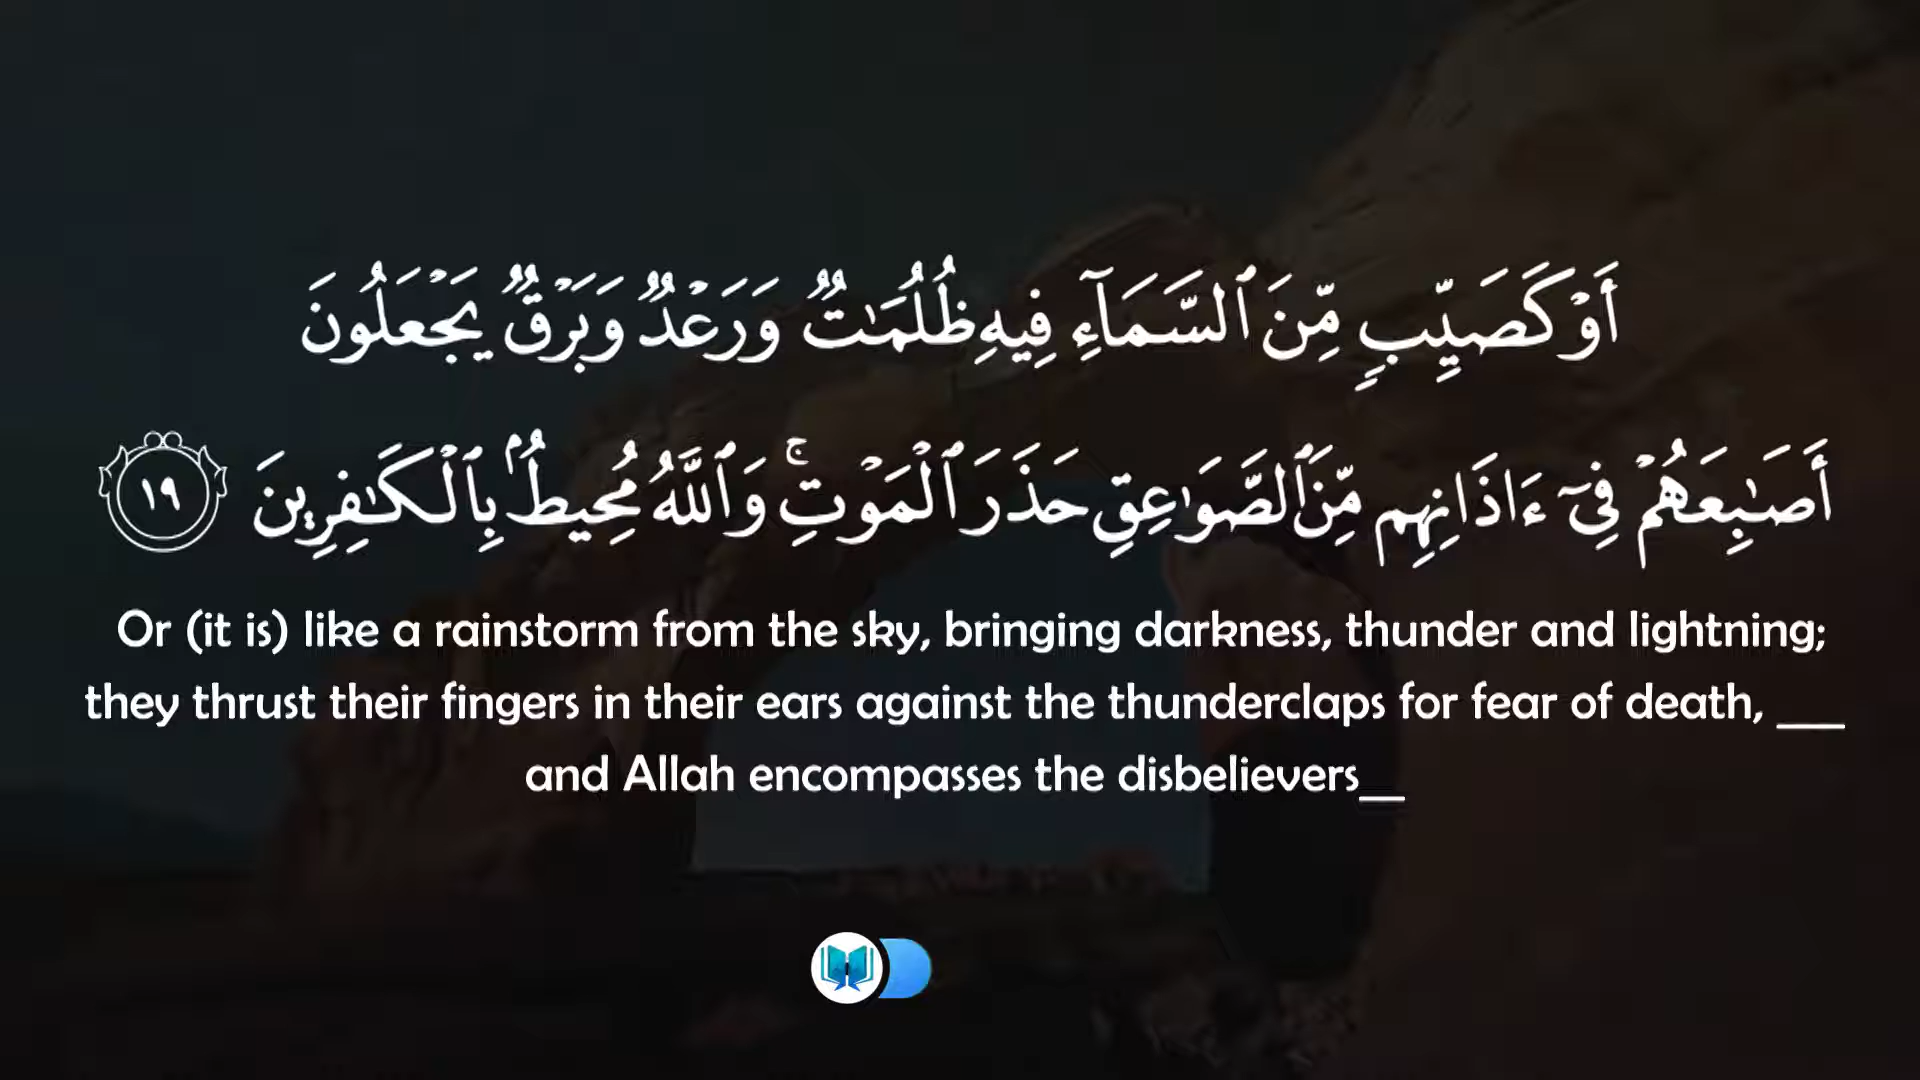 أَوْ كَصَيِّبٍ مِّنَ ٱلسَّمَآءِ فِيهِ ظُلُمَـٰتٌ وَرَعْدٌ وَبَرْقٌ يَجْعَلُونَ
أَصَـٰبِعَهُمْ فِىٓ ءَاذَانِهِم مِّنَ ٱلصَّوَٰعِقِ حَذَرَ ٱلْمَوْتِ ۚ وَٱللَّهُ مُحِيطٌۢ بِٱلْكَـٰفِرِينَ ١٩
Or (it is) like a rainstorm from the sky, bringing darkness, thunder and lightning;
they thrust their fingers in their ears against the thunderclaps for fear of death, ___
and Allah encompasses the disbelievers__